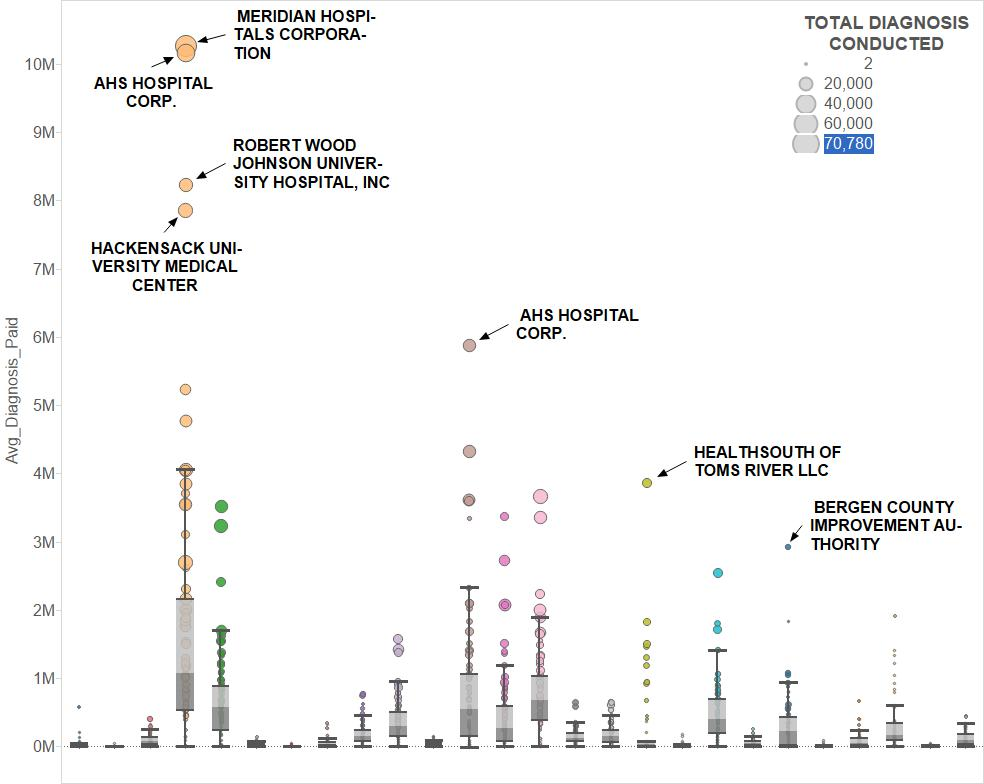 MERIDIAN HOSPI-
TALS CORPORA-
TION
AHS HOSPITAL
CORP.
ROBERT WOOD
JOHNSON UNIVER-
SITY HOSPITAL, INC
HACKENSACK UNI-
VERSITY MEDICAL
CENTER
AHS HOSPITAL
CORP.
HEALTHSOUTH OF
TOMS RIVER LLC
BERGEN COUNTY
IMPROVEMENT AU-
THORITY
TOTAL DIAGNOSIS
CONDUCTED
2
20,000
40,000
60,000
70,780
Avg_Diagnosis_Paid
10M
9M
8M
7M
6M
5M
4M
3M
2M
1M
0M